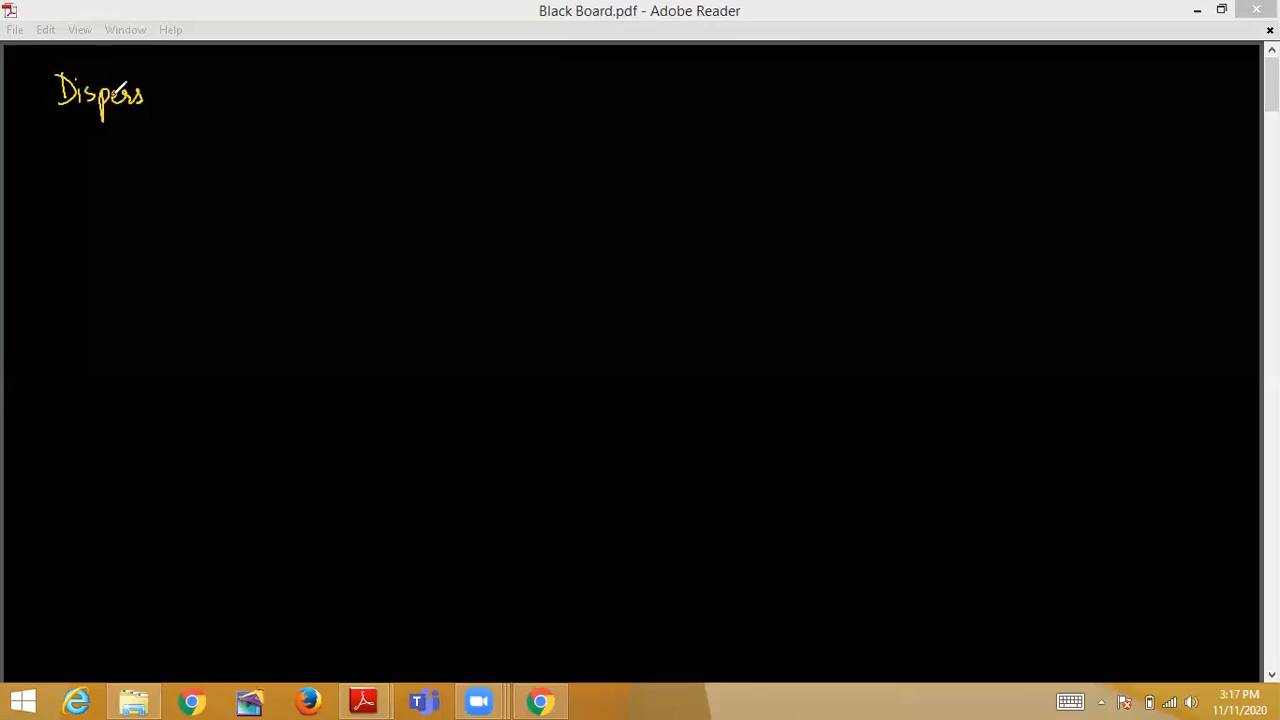 Black Board.pdf - Adobe Reader
File Edit View Window Help
Dispers
3:17 PM
11/11/2020